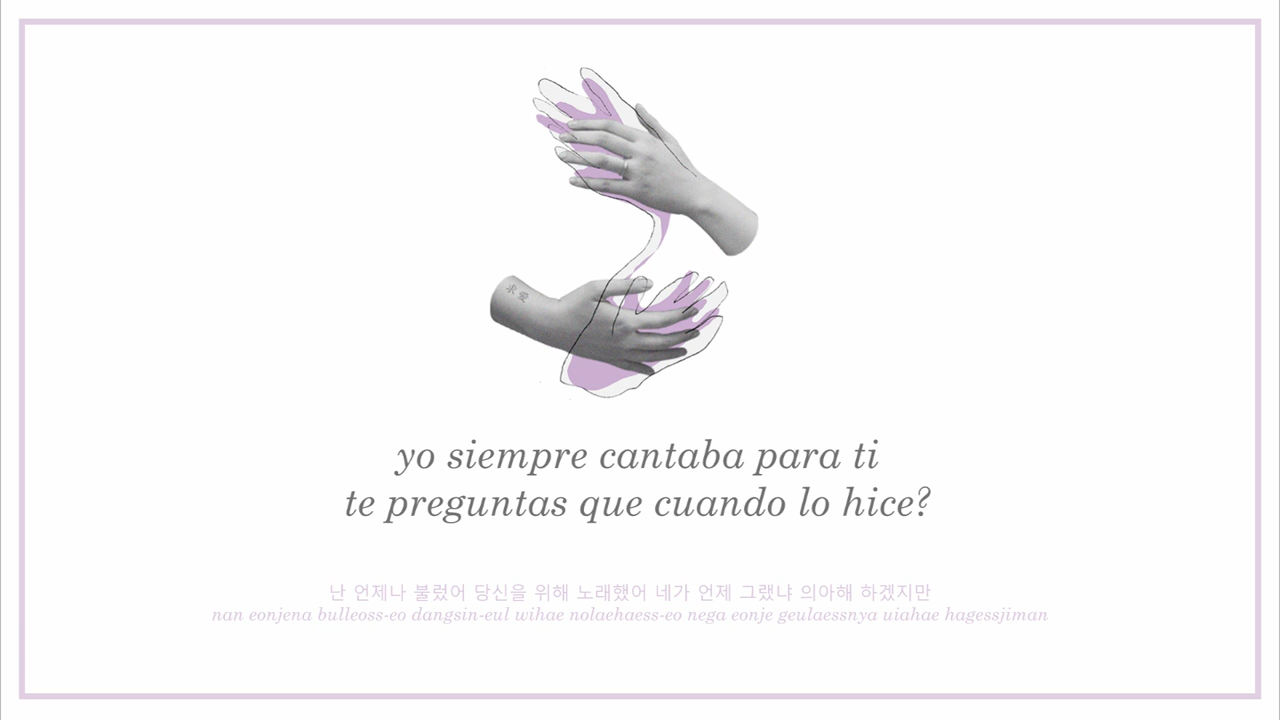 yo siempre cantaba para ti
te preguntas que cuando lo hice?
난 언제나 불렀어 당신을 위해 노래했어 네가 언제 그랬냐 의아해 하겠지만
nan eonjena bulleoss-eo dangsin-eul wihae nolaehaess-eo nega eonje geulaessnya uiahae hagessjiman